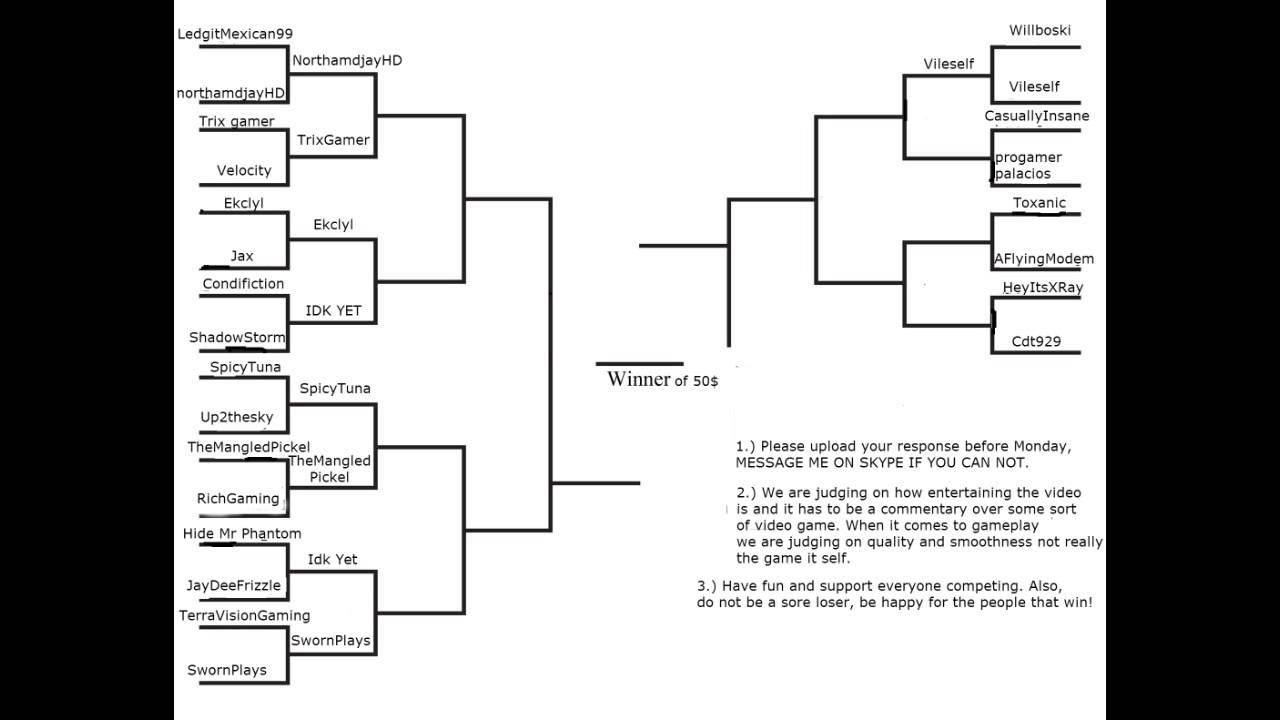 LedgitMexican99
northamdjayHD
Trix gamer
Velocity
Ekclyl
Jax
Condifiction
ShadowStorm
SpicyTuna
Up2thesky
TheMangledPickel
RichGaming
Hide Mr Phantom
JayDeeFrizzle
TerraVisionGaming
SwornPlays
NorthamdjayHD
TrixGamer
Ekclyl
IDK YET
SpicyTuna
TheMangled
Pickel
Idk Yet
SwornPlays
Winner of 50$
Vileself
Willboski
Vileself
CasuallyInsane
progamer
palacios
Toxanic
AFlyingModem
HeyItsXRay
Cdt929
1.) Please upload your response before Monday,
MESSAGE ME ON SKYPE IF YOU CAN NOT.
2.) We are judging on how entertaining the video
is and it has to be a commentary over some sort
of video game. When it comes to gameplay
we are judging on quality and smoothness not really
the game it self.
3.) Have fun and support everyone competing. Also,
do not be a sore loser, be happy for the people that win!